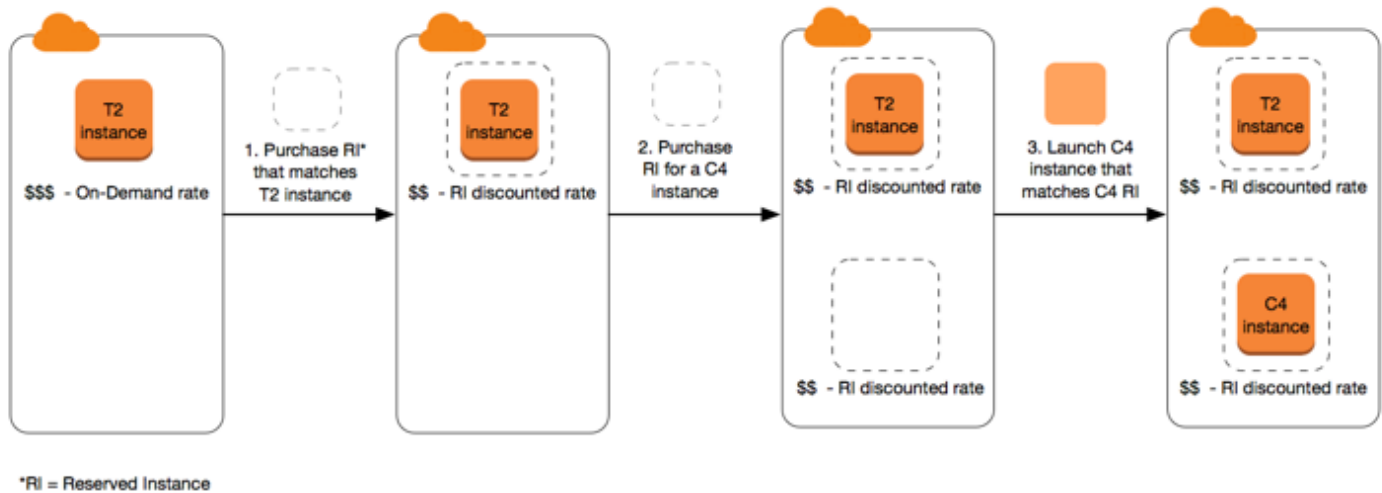 T2
instance
$$$ - On-Demand rate
1. Purchase RI*
that matches
T2 instance
T2
instance
$$ - RI discounted rate
2. Purchase
RI for a C4
instance
T2
instance
$$ - RI discounted rate
$$ - RI discounted rate
3. Launch C4
instance that
matches C4 RI
T2
instance
$$ - RI discounted rate
C4
instance
$$ - RI discounted rate
*RI = Reserved Instance